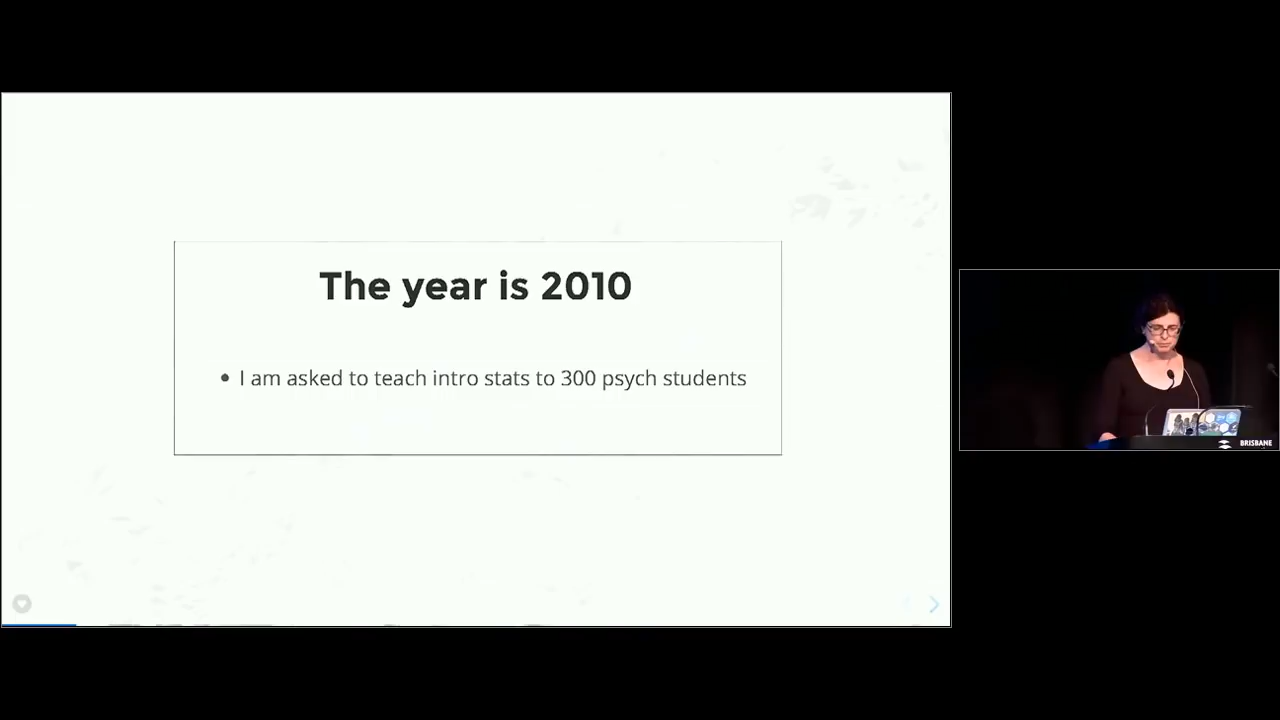 The year is 2010
• I am asked to teach intro stats to 300 psych students
BRISBANE